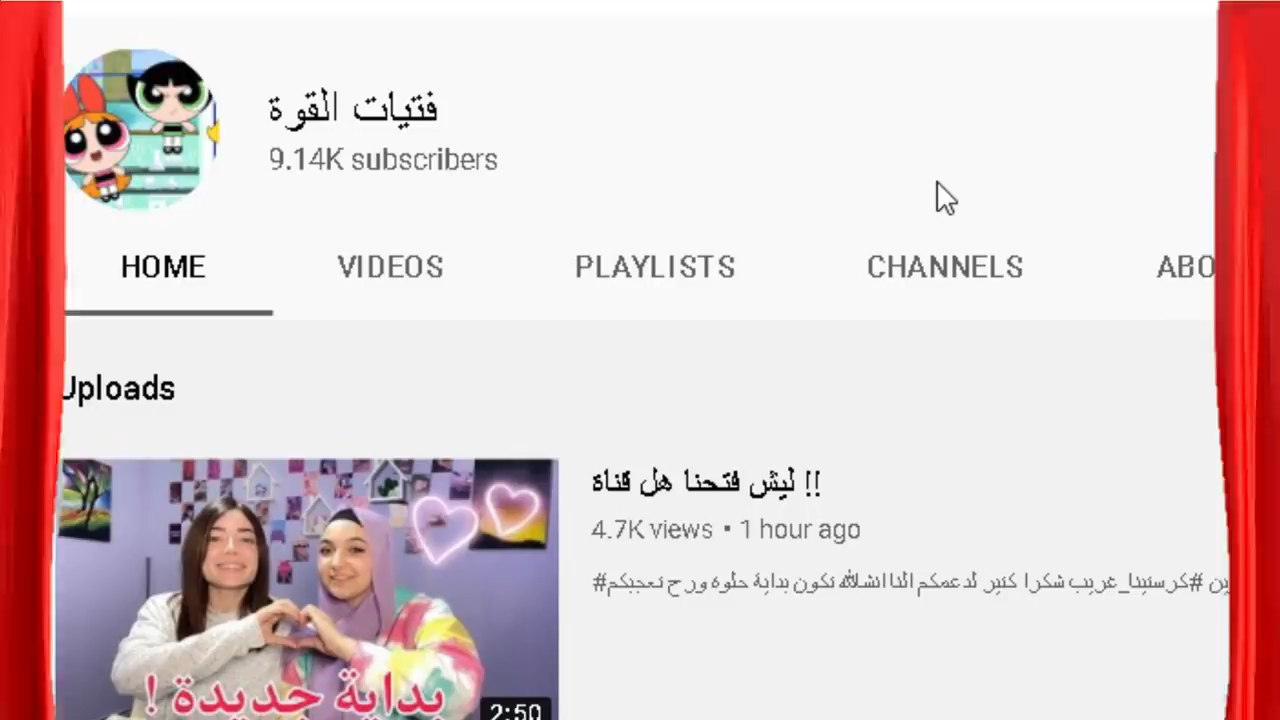 فتيات القوة
9.14K subscribers
HOME VIDEOS PLAYLISTS CHANNELS ABO
Uploads
ليش فتحنا هل قناة !!
4.7K views • 1 hour ago
#كرستينا_غريب شكرا كتير لدعمكم النا انشالله تكون بداية حلوه ورح تعجبكم#
بداية جديدة !
2:50